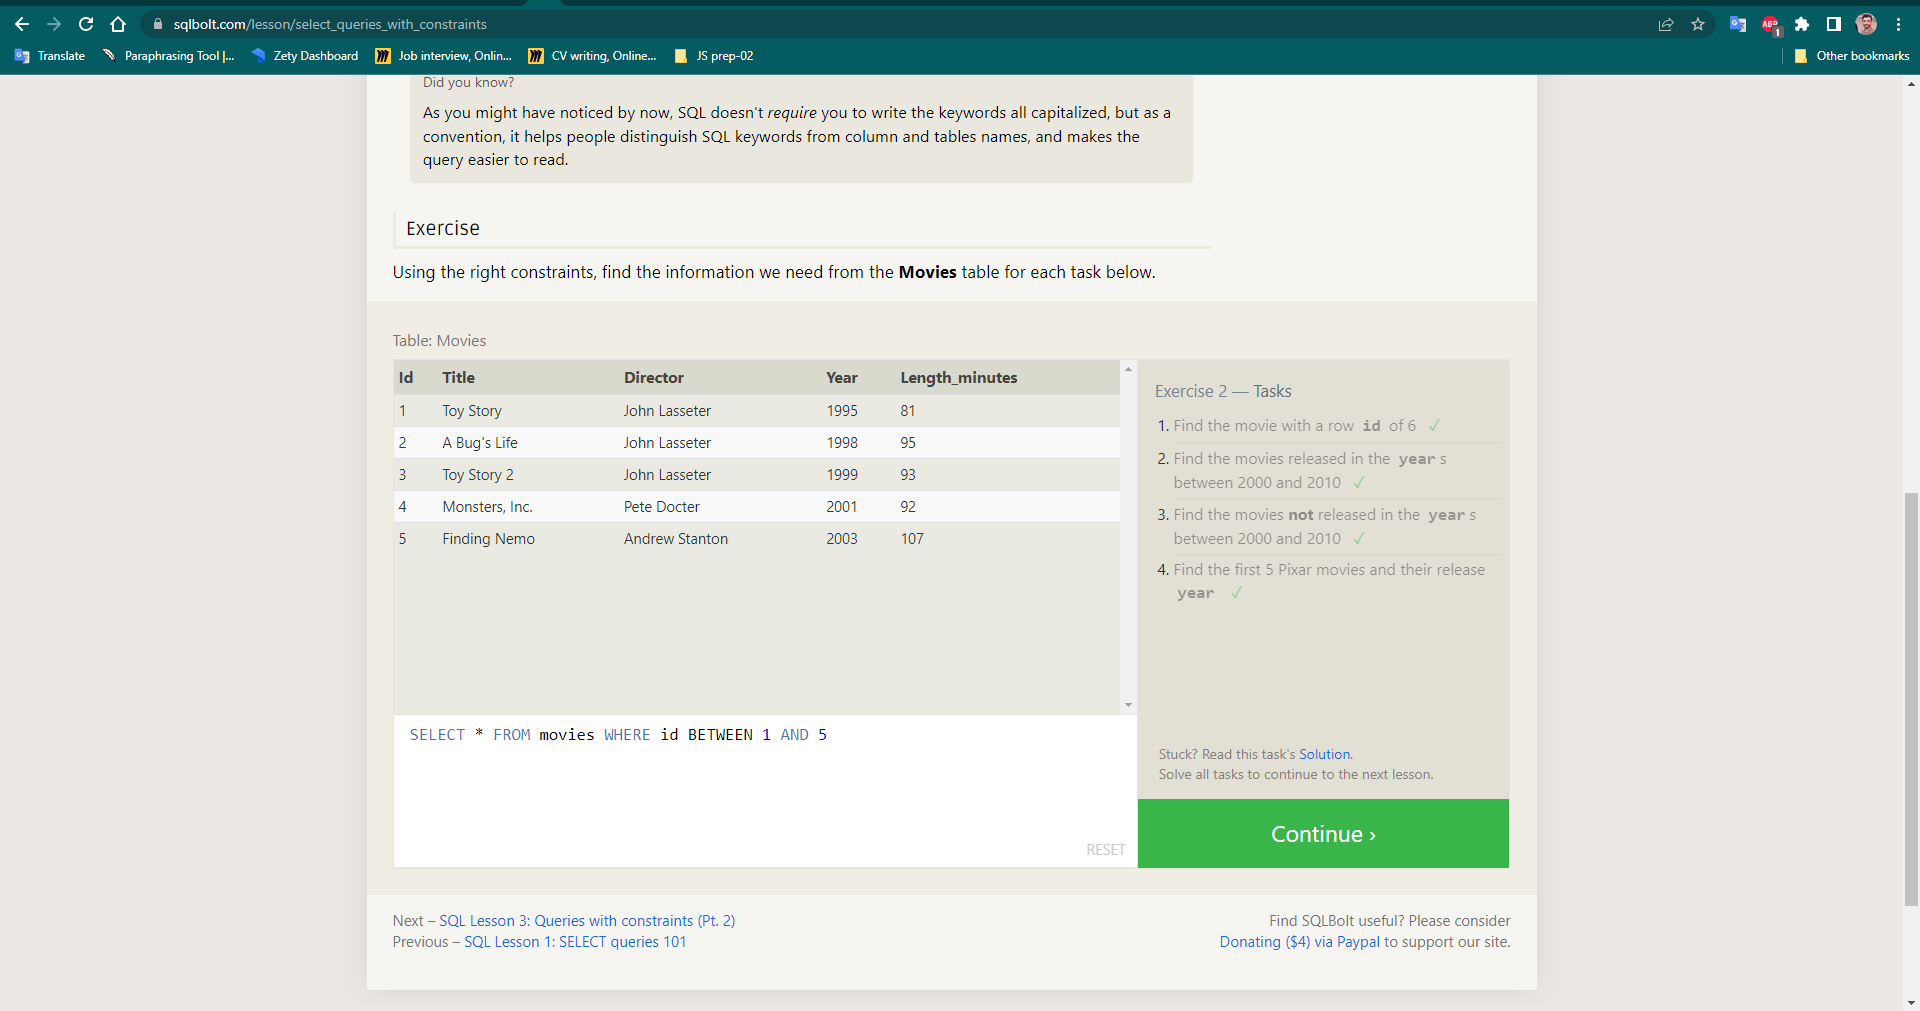 sqlbolt.com/lesson/select_queries_with_constraints
ABP 1
Translate Paraphrasing Tool |... Zety Dashboard Job interview, Onlin... CV writing, Online... JS prep-02 Other bookmarks
Did you know?
As you might have noticed by now, SQL doesn't require you to write the keywords all capitalized, but as a
convention, it helps people distinguish SQL keywords from column and tables names, and makes the
query easier to read.
Exercise
Using the right constraints, find the information we need from the Movies table for each task below.
Table: Movies
Id Title Director Year Length_minutes
1 Toy Story John Lasseter 1995 81
2 A Bug's Life John Lasseter 1998 95
3 Toy Story 2 John Lasseter 1999 93
4 Monsters, Inc. Pete Docter 2001 92
5 Finding Nemo Andrew Stanton 2003 107
SELECT * FROM movies WHERE id BETWEEN 1 AND 5
RESET
Exercise 2 — Tasks
1. Find the movie with a row id of 6 ✓
2. Find the movies released in the year s
between 2000 and 2010 ✓
3. Find the movies not released in the year s
between 2000 and 2010 ✓
4. Find the first 5 Pixar movies and their release
year ✓
Stuck? Read this task's Solution.
Solve all tasks to continue to the next lesson.
Continue ›
Next – SQL Lesson 3: Queries with constraints (Pt. 2)
Previous – SQL Lesson 1: SELECT queries 101
Find SQLBolt useful? Please consider
Donating ($4) via Paypal to support our site.